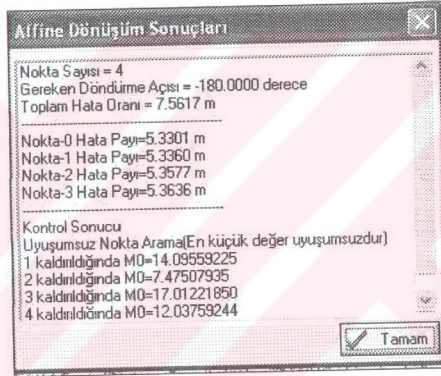 Affine Dönüşüm Sonuçları
Nokta Sayısı = 4
Gereken Döndürme Açısı = -180.0000 derece
Toplam Hata Oranı = 7.5617 m
Nokta-0 Hata Payı=5.3301 m
Nokta-1 Hata Payı=5.3360 m
Nokta-2 Hata Payı=5.3577 m
Nokta-3 Hata Payı=5.3636 m
Kontrol Sonucu
Uyuşumsuz Nokta Arama(En küçük değer uyuşumsuzdur)
1 kaldırıldığında M0=14.09559225
2 kaldırıldığında M0=7.47507935
3 kaldırıldığında M0=17.01221850
4 kaldırıldığında M0=12.03759244
Tamam